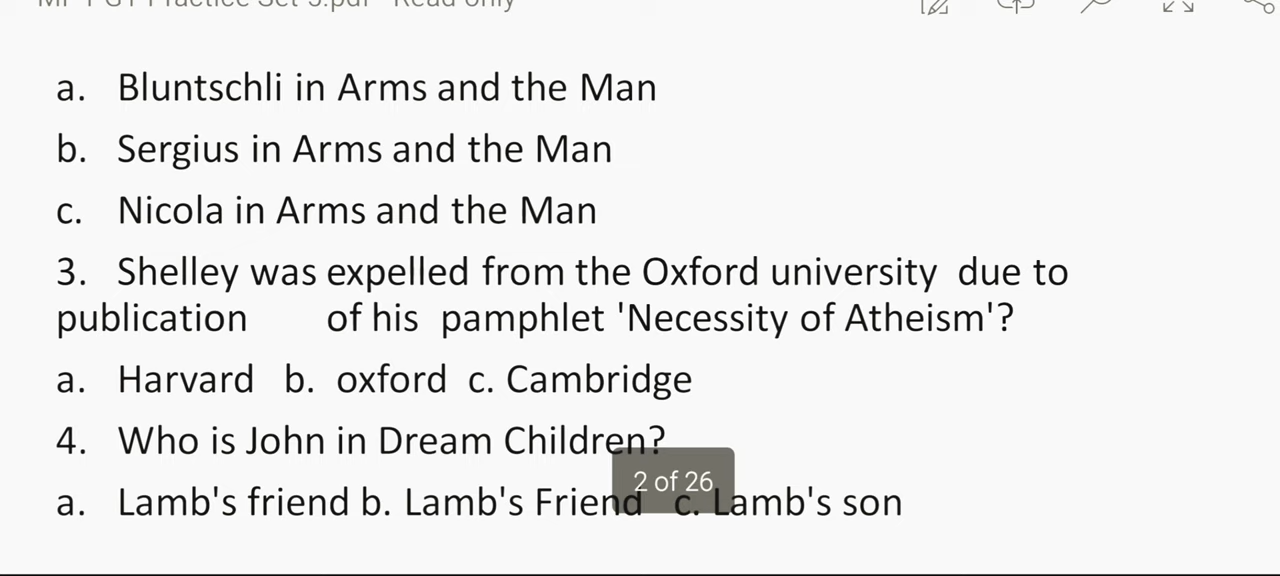 a. Bluntschli in Arms and the Man
b. Sergius in Arms and the Man
c. Nicola in Arms and the Man
3. Shelley was expelled from the Oxford university due to
publication of his pamphlet 'Necessity of Atheism'?
a. Harvard b. oxford c. Cambridge
4. Who is John in Dream Children?
2 of 26
a. Lamb's friend b. Lamb's Friend c. Lamb's son